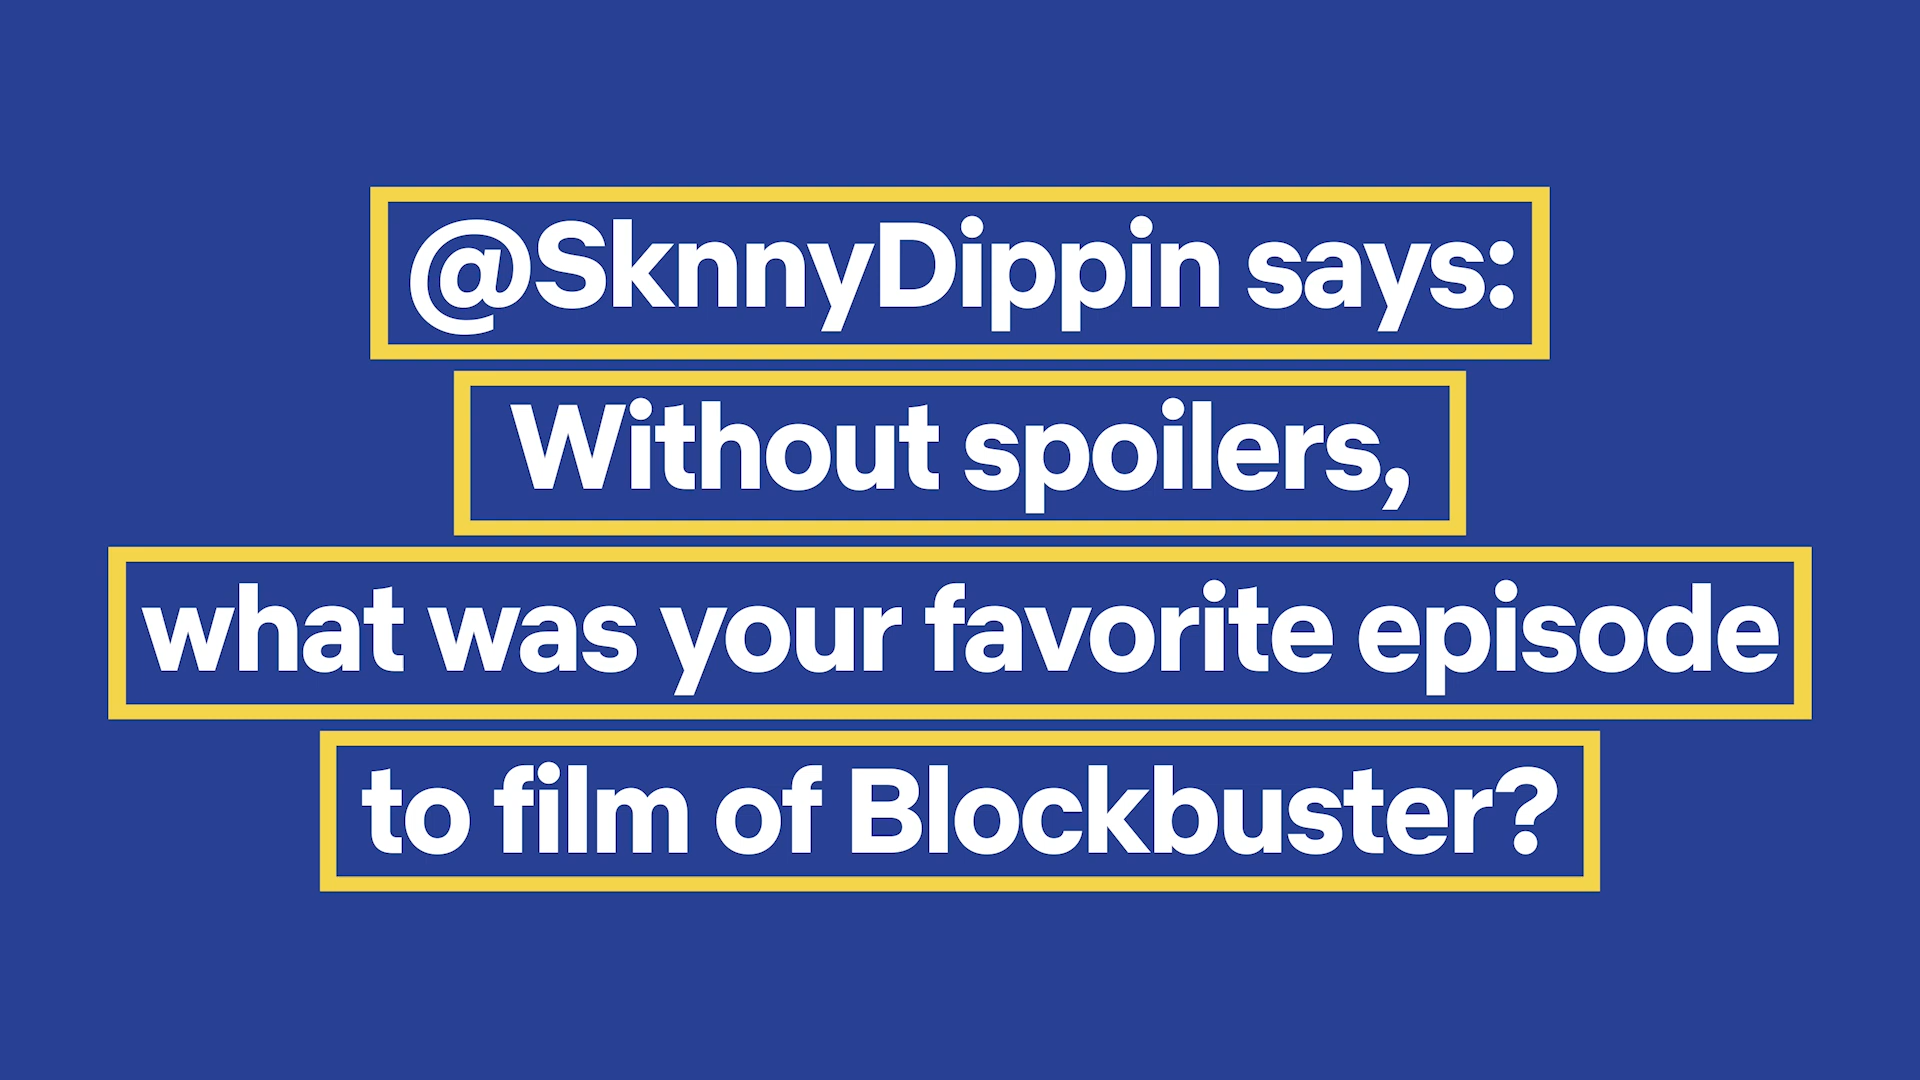 @SknnyDippin says:
Without spoilers,
what was your favorite episode
to film of Blockbuster?